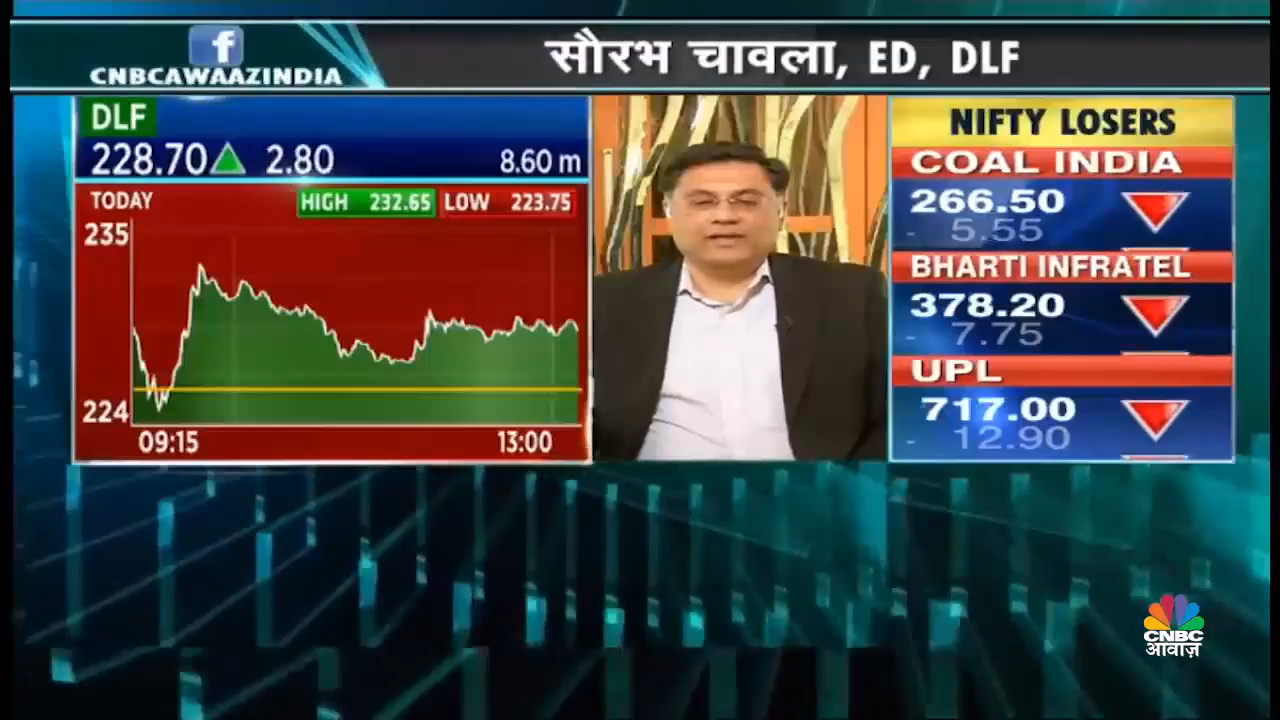 CNBCAWAAZINDIA
सौरभ चावला, ED, DLF
DLF
228.70 2.80 8.60 m
TODAY HIGH 232.65 LOW 223.75
235
224
09:15 13:00
NIFTY LOSERS
COAL INDIA
266.50
- 5.55
BHARTI INFRATEL
378.20
- 7.75
UPL
717.00
- 12.90
CNBC
आवाज़